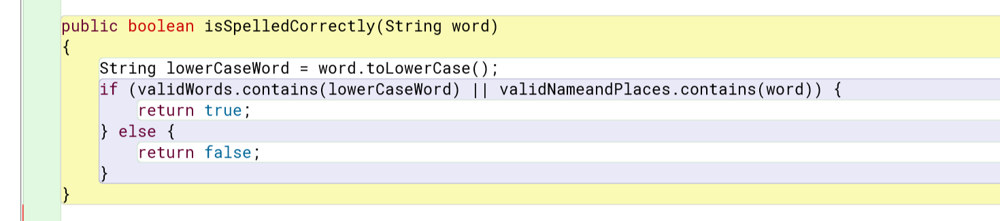 public boolean isSpelledCorrectly(String word)
{
String lowerCaseWord = word.toLowerCase();
if (validWords.contains(lowerCaseWord) || validNameandPlaces.contains(word)) {
return true;
} else {
return false;
}
}